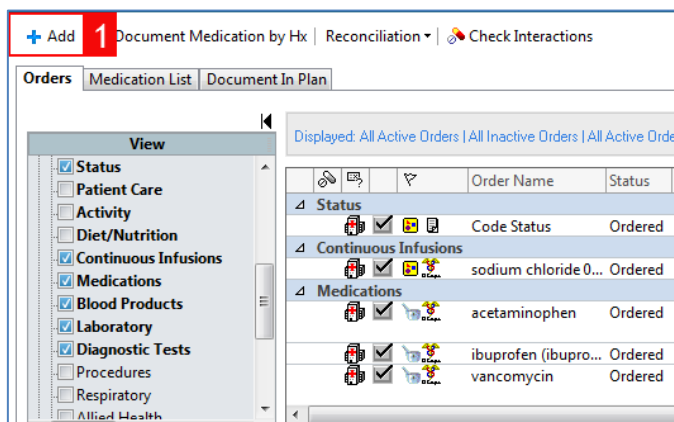 + Add 1 Document Medication by Hx | Reconciliation | Check Interactions
Orders Medication List Document In Plan
View
Status
Patient Care
Activity
Diet/Nutrition
Continuous Infusions
Medications
Blood Products
Laboratory
Diagnostic Tests
Procedures
Respiratory
Allied Health
Displayed: All Active Orders | All Inactive Orders | All Active Orde
Order Name Status
Status
Code Status Ordered
Continuous Infusions
sodium chloride 0... Ordered
Medications
acetaminophen Ordered
ibuprofen (ibupro... Ordered
vancomycin Ordered